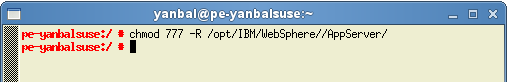 yanbal@pe-yanbalsuse:~
pe-yanbalsuse:/ # chmod 777 -R /opt/IBM/WebSphere//AppServer/
pe-yanbalsuse:/ #